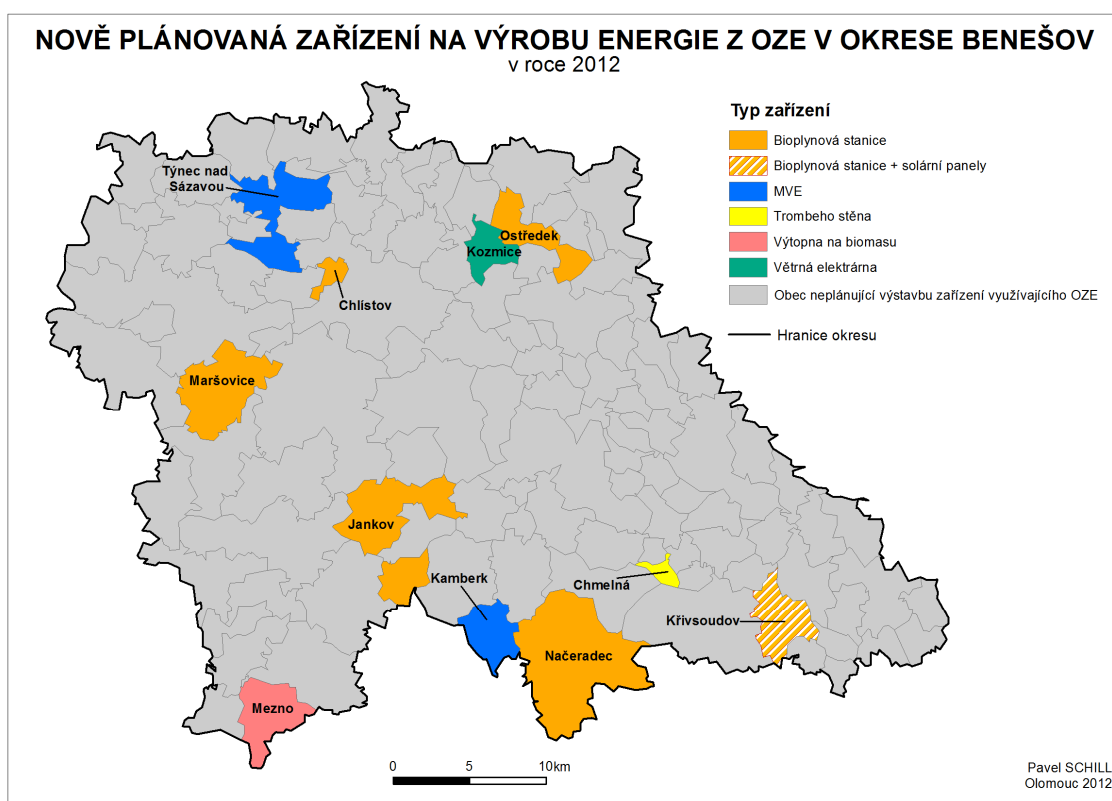 NOVĚ PLÁNOVANÁ ZAŘÍZENÍ NA VÝROBU ENERGIE Z OZE V OKRESE BENEŠOV
v roce 2012
Typ zařízení
Bioplynová stanice
Bioplynová stanice + solární panely
MVE
Trombeho stěna
Výtopna na biomasu
Větrná elektrárna
Obec neplánující výstavbu zařízení využívajícího OZE
Hranice okresu
Týnec nad
Sázavou
Ostředek
Kozmice
Chlístov
Maršovice
Jankov
Kamberk
Chmelná
Křivsoudov
Načeradec
Mezno
0 5 10km
Pavel SCHILL
Olomouc 2012